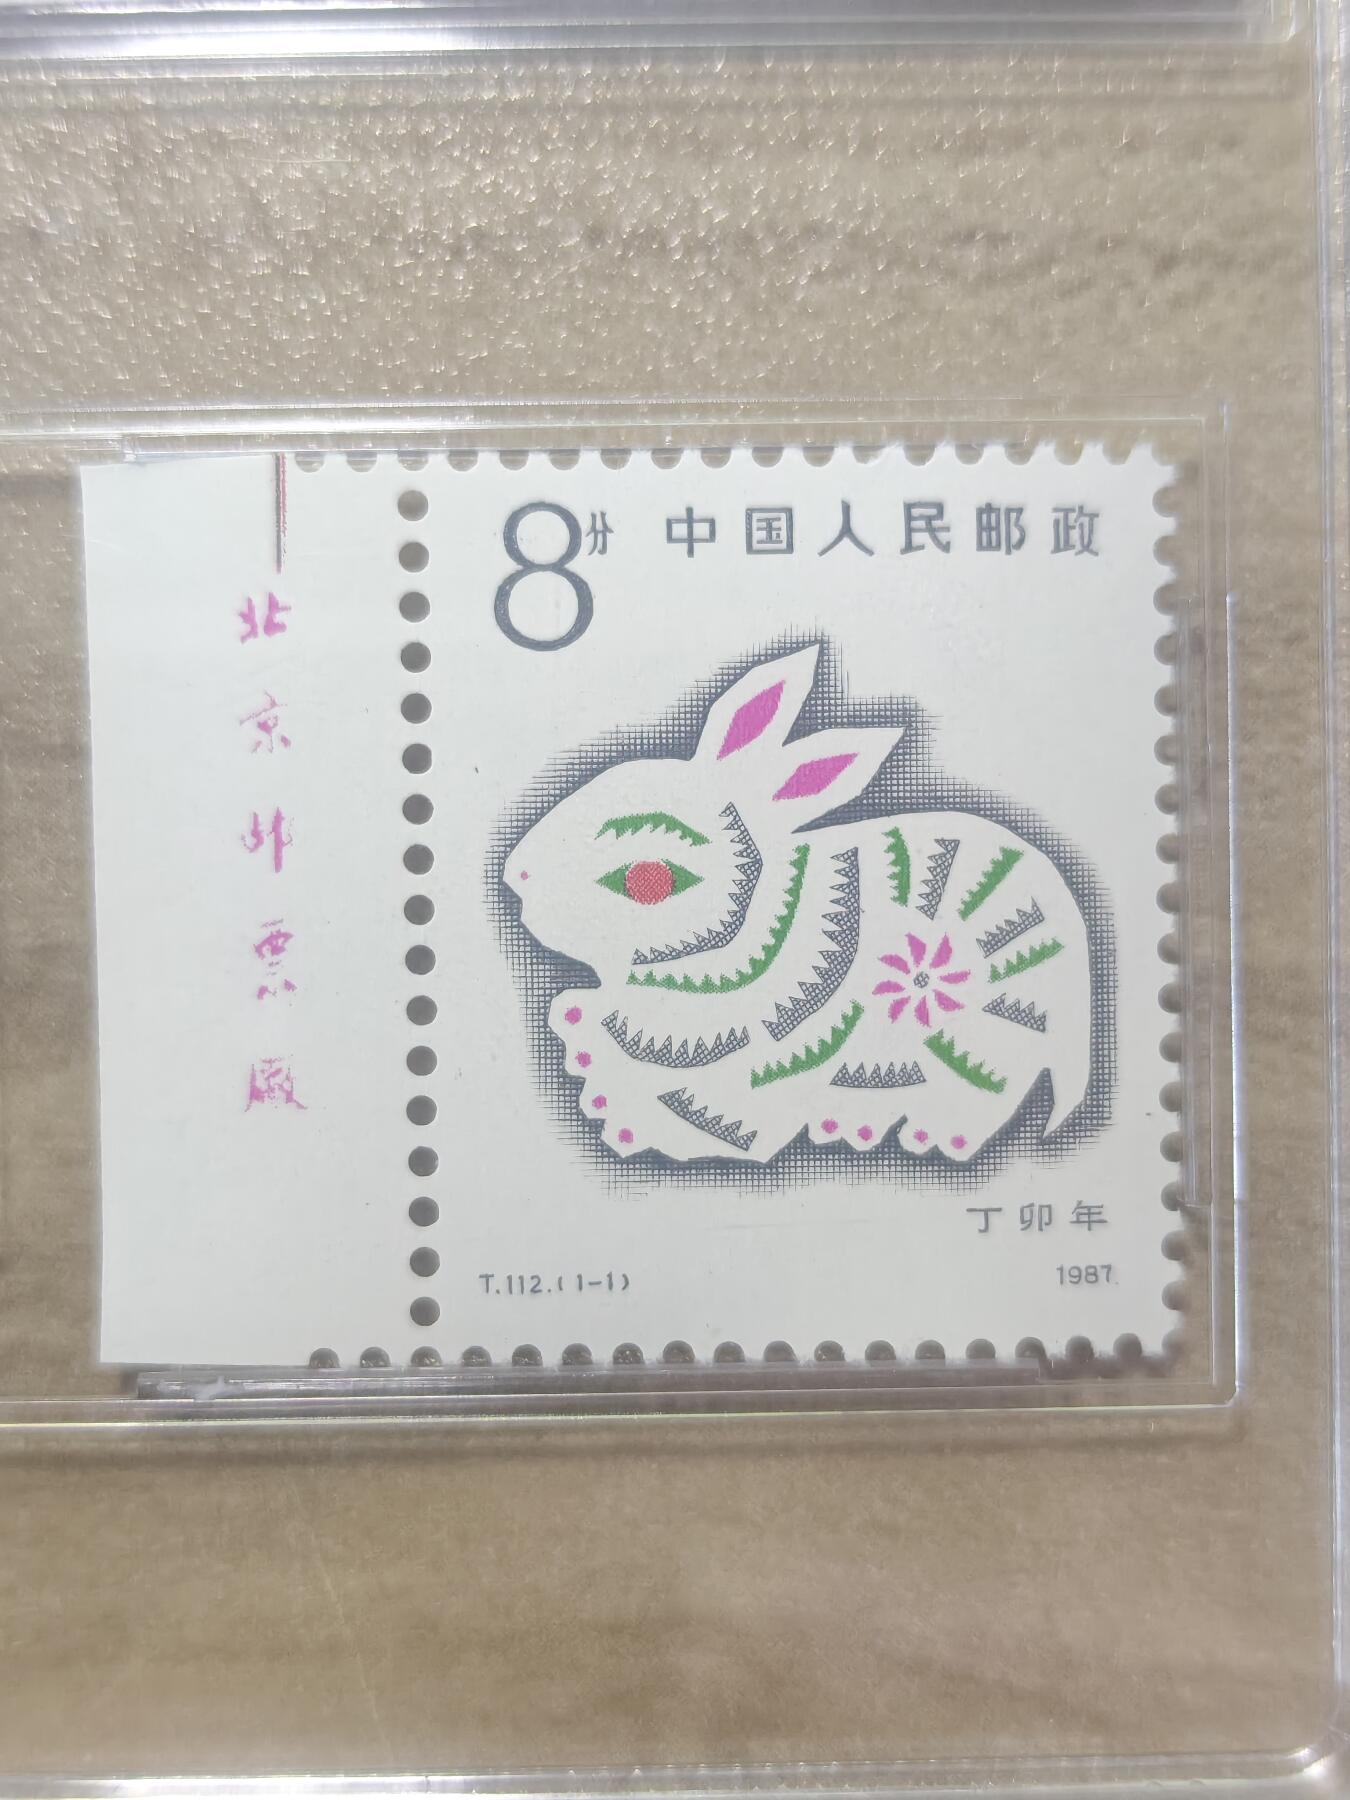 8分 中国人民邮政
北京邮票厂
丁卯年
T.112.(1-1) 1987.